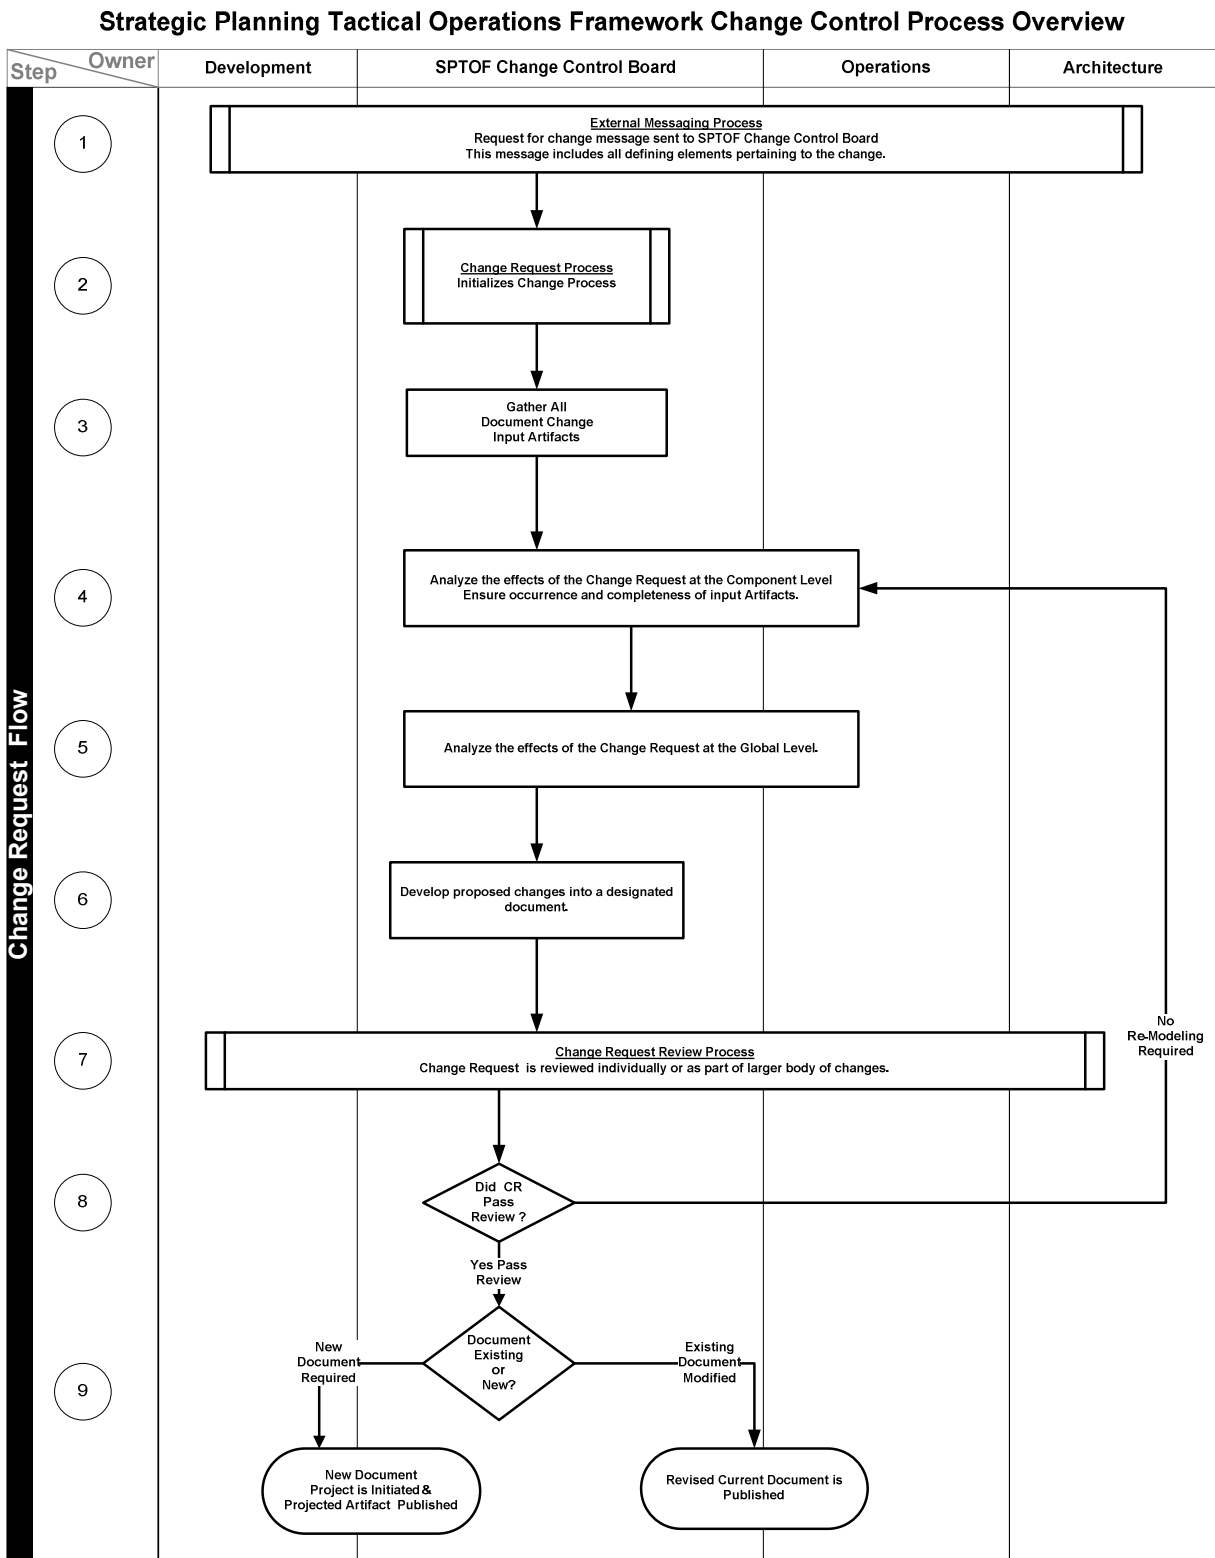 Strategic Planning Tactical Operations Framework Change Control Process Overview
Owner
Step
Development
SPTOF Change Control Board
Operations
Architecture
Change Request Flow
1
External Messaging Process
Request for change message sent to SPTOF Change Control Board
This message includes all defining elements pertaining to the change.
2
Change Request Process
Initializes Change Process
3
Gather All
Document Change
Input Artifacts
4
Analyze the effects of the Change Request at the Component Level
Ensure occurrence and completeness of input Artifacts.
5
Analyze the effects of the Change Request at the Global Level.
6
Develop proposed changes into a designated
document.
No
Re-Modeling
Required
7
Change Request Review Process
Change Request is reviewed individually or as part of larger body of changes.
8
Did CR
Pass
Review ?
Yes Pass
Review
9
Document
Existing
or
New?
New
Document
Required
Existing
Document
Modified
New Document
Project is Initiated &
Projected Artifact Published
Revised Current Document is
Published